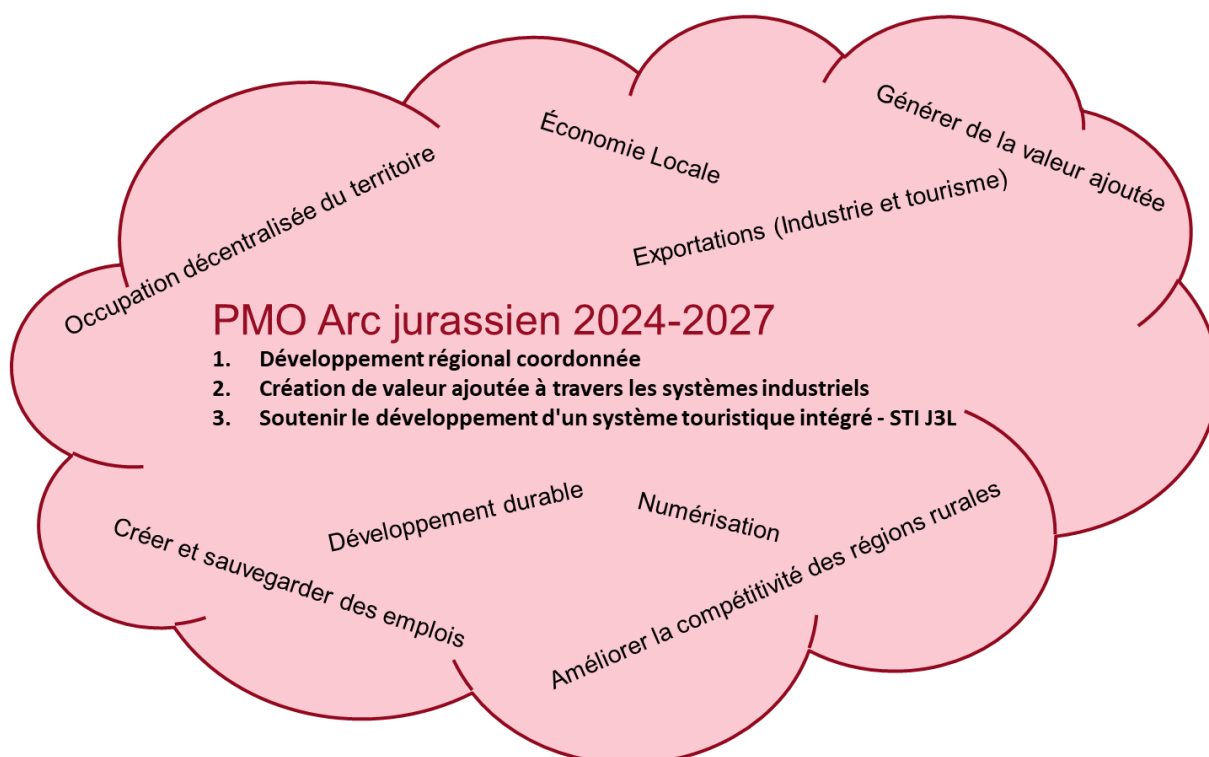 Économie Locale
Générer de la valeur ajoutée
Occupation décentralisée du territoire
Exportations (Industrie et tourisme)
PMO Arc jurassien 2024-2027
1. Développement régional coordonnée
2. Création de valeur ajoutée à travers les systèmes industriels
3. Soutenir le développement d'un système touristique intégré - STI J3L
Développement durable
Numérisation
Créer et sauvegarder des emplois
Améliorer la compétitivité des régions rurales